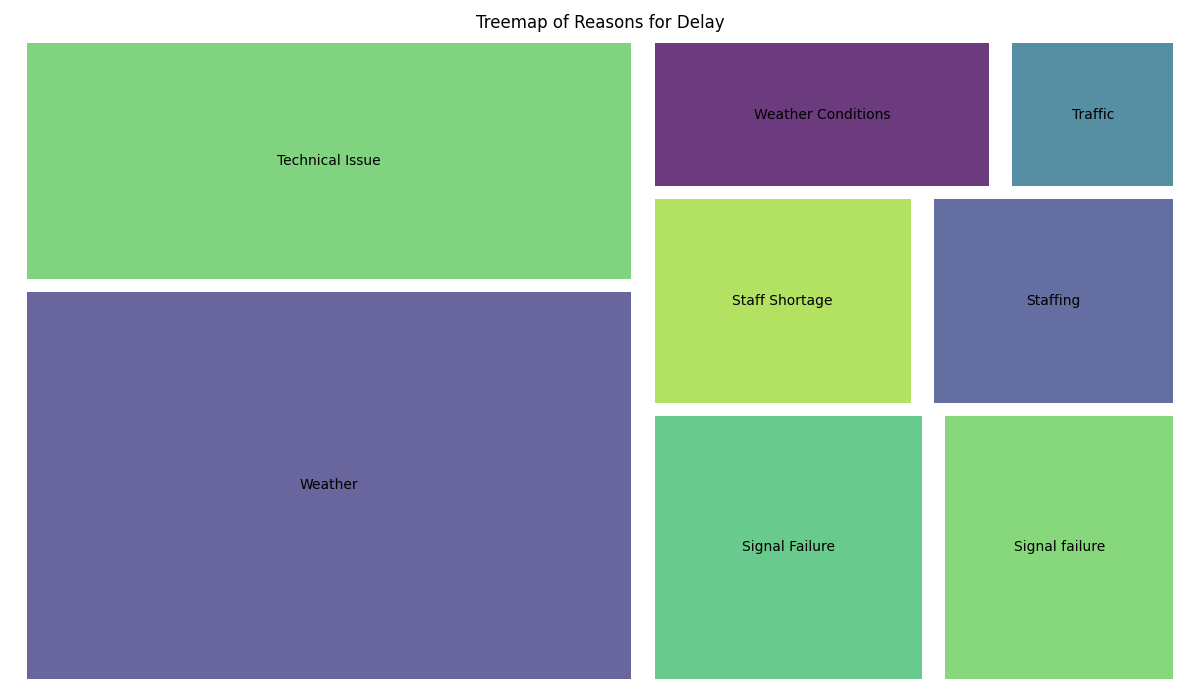 Treemap of Reasons for Delay
Technical Issue
Weather
Weather Conditions
Traffic
Staff Shortage
Staffing
Signal Failure
Signal failure